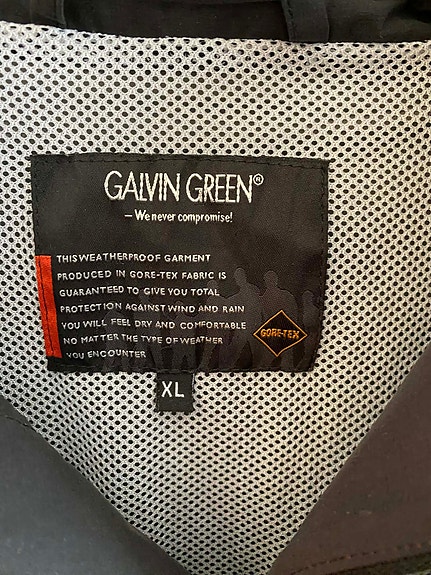 GALVIN GREEN®
– We never compromise!
THIS WEATHERPROOF GARMENT
PRODUCED IN GORE-TEX FABRIC IS
GUARANTEED TO GIVE YOU TOTAL
PROTECTION AGAINST WIND AND RAIN
YOU WILL FEEL DRY AND COMFORTABLE
NO MATTER THE TYPE OF WEATHER
YOU ENCOUNTER
GORE-TEX
XL